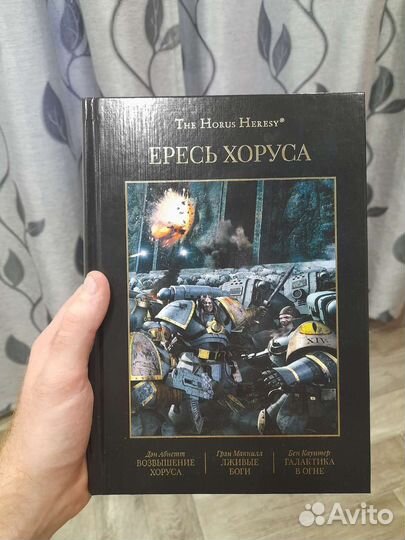 THE HORUS HERESY®
ЕРЕСЬ ХОРУСА
XIV
Дэн Абнетт
ВОЗВЫШЕНИЕ
ХОРУСА
Грэм Макнилл
ЛЖИВЫЕ
БОГИ
Бен Каунтер
ГАЛАКТИКА
В ОГНЕ
Avito